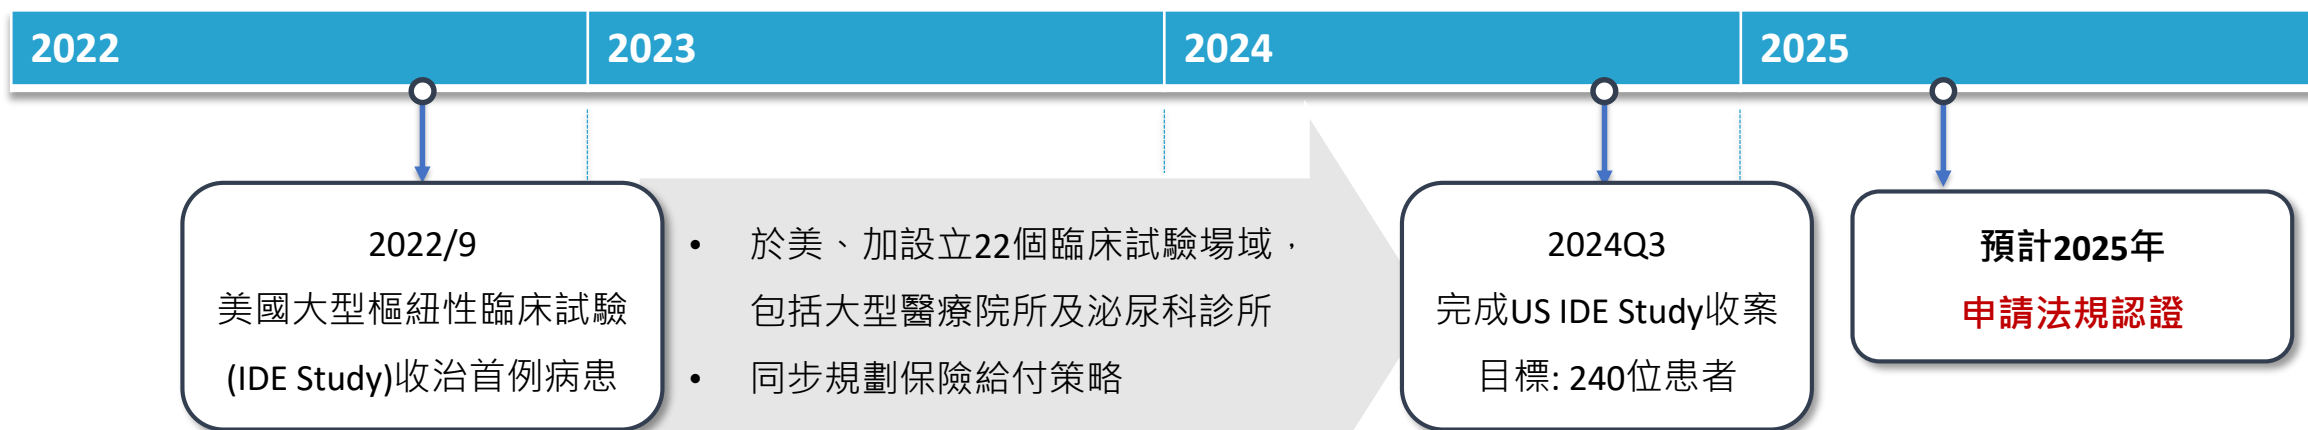 2022
2023
2024
2025
2022/9
美國大型樞紐性臨床試驗
(IDE Study)收治首例病患
• 於美、加設立22個臨床試驗場域，
包括大型醫療院所及泌尿科診所
• 同步規劃保險給付策略
2024Q3
完成US IDE Study收案
目標: 240位患者
預計2025年
申請法規認證